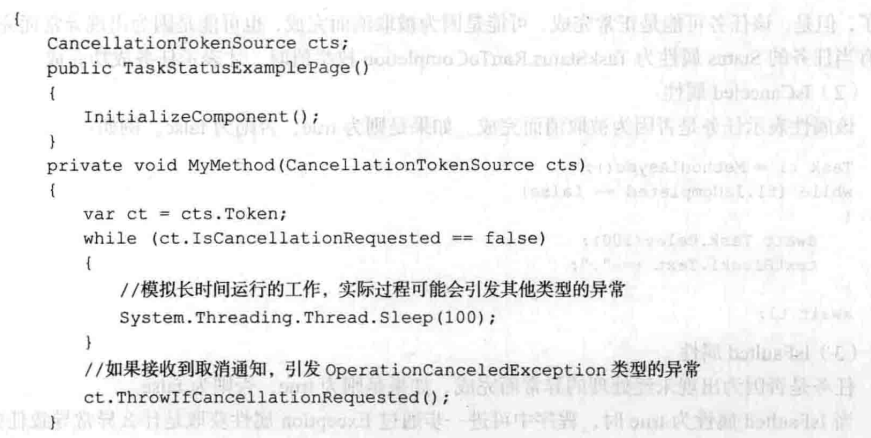 {
CancellationTokenSource cts;
public TaskStatusExamplePage()
{
InitializeComponent();
}
private void MyMethod(CancellationTokenSource cts)
{
var ct = cts.Token;
while (ct.IsCancellationRequested == false)
{
//模拟长时间运行的工作，实际过程可能会引发其他类型的异常
System.Threading.Thread.Sleep(100);
}
//如果接收到取消通知，引发 OperationCanceledException 类型的异常
ct.ThrowIfCancellationRequested();
}